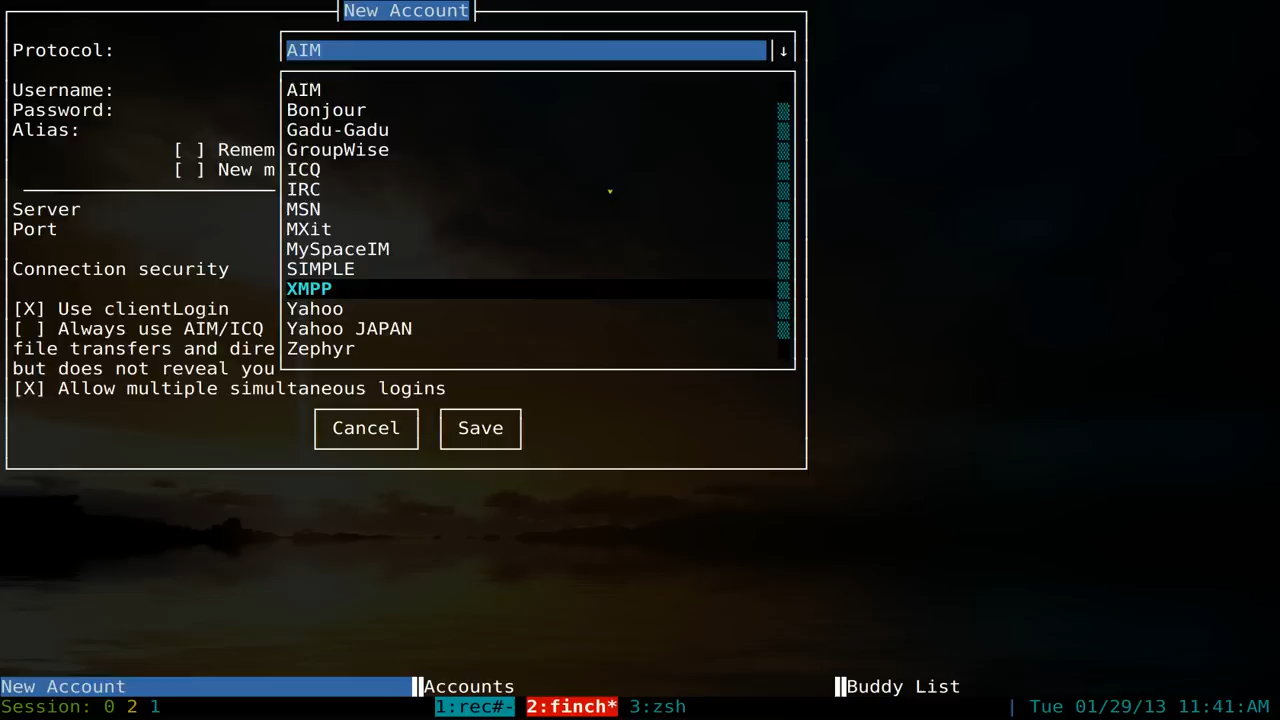 New Account
Protocol: AIM ↓
AIM
Username:
Password: Bonjour
Alias: Gadu-Gadu
[ ] Remem GroupWise
[ ] New m ICQ
IRC
Server MSN
Port MXit
MySpaceIM
Connection security SIMPLE
XMPP
[X] Use clientLogin Yahoo
[ ] Always use AIM/ICQ Yahoo JAPAN
file transfers and dire Zephyr
but does not reveal you
[X] Allow multiple simultaneous logins
Cancel Save
New Account Accounts Buddy List
Session: 0 2 1 1:rec#- 2:finch* 3:zsh | Tue 01/29/13 11:41:AM